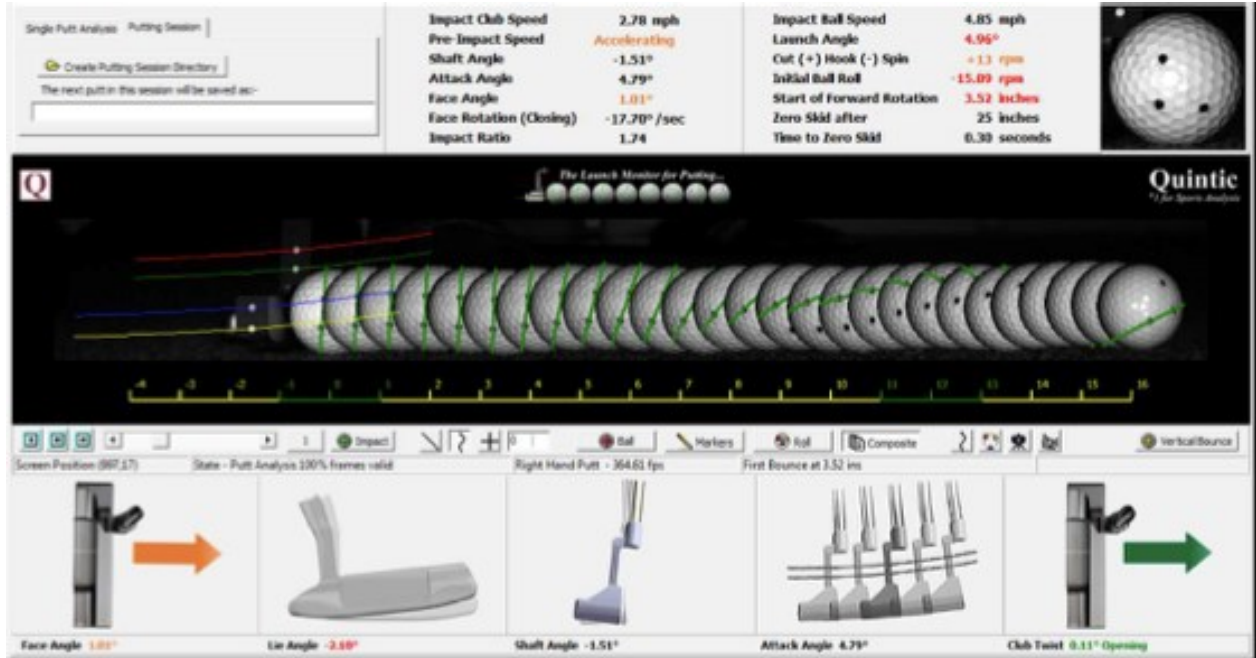 Single Putt Analysis Putting Session
Create Putting Session Directory
The next putt in this session will be saved as:-
Impact Club Speed 2.78 mph
Pre-Impact Speed Accelerating
Shaft Angle -1.51°
Attack Angle 4.79°
Face Angle 1.01°
Face Rotation (Closing) -17.70°/sec
Impact Ratio 1.74
Impact Ball Speed 4.85 mph
Launch Angle 4.96°
Cut (+) Hook (-) Spin +13 rpm
Initial Ball Roll -15.09 rpm
Start of Forward Rotation 3.52 inches
Zero Skid after 25 inches
Time to Zero Skid 0.30 seconds
Q
The Launch Monitor for Putting...
Quintic
-4 -3 -2 -1 0 1 2 3 4 5 6 7 8 9 10 11 12 13 14 15 16
1 Impact 0 Ball Markers Roll Composite Vertical Bounce
Screen Position (897,17) State - Putt Analysis 100% frames valid Right Hand Putt - 364.61 fps First Bounce at 3.52 ins
Face Angle 1.01° Lie Angle -2.10° Shaft Angle -1.51° Attack Angle 4.79° Club Twist 0.11° Opening